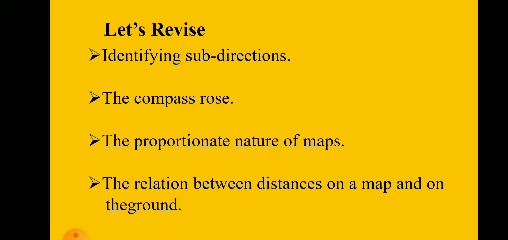 Let's Revise
➢Identifying sub-directions.
➢The compass rose.
➢The proportionate nature of maps.
➢The relation between distances on a map and on
theground.